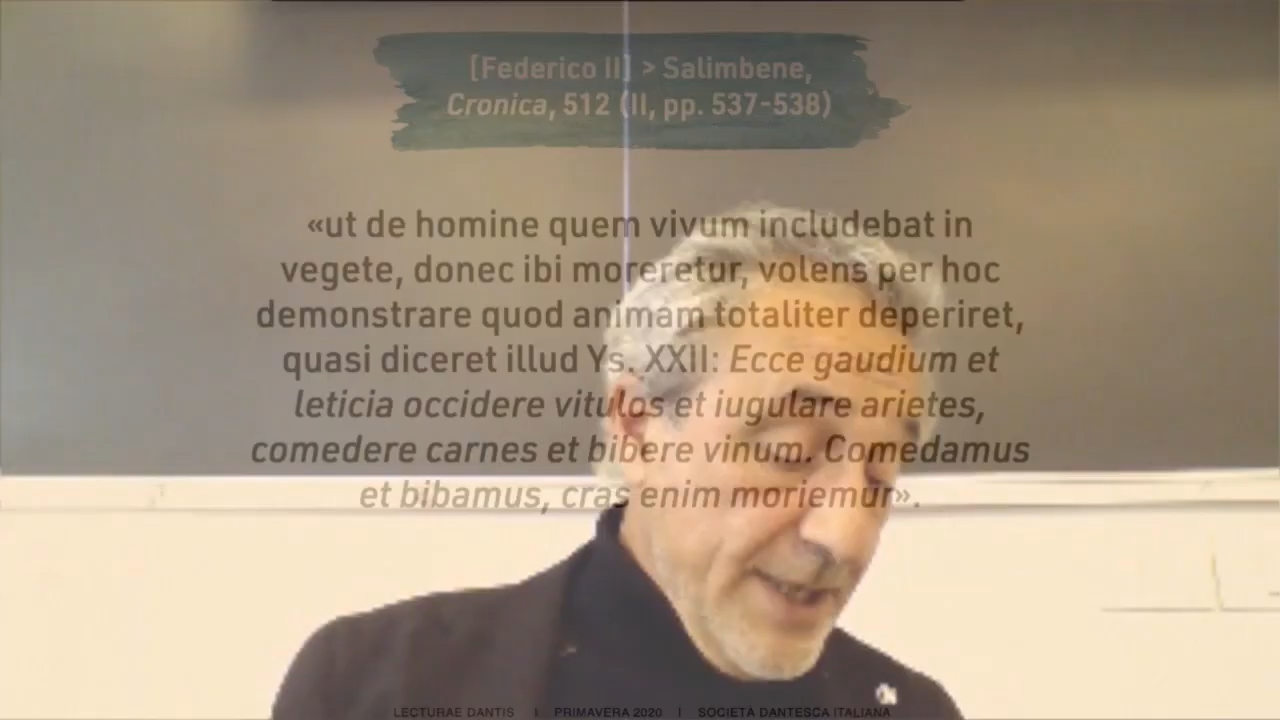 [Federico II] > Salimbene,
Cronica, 512 (II, pp. 537-538)
«ut de homine quem vivum includebat in
vegete, donec ibi moreretur, volens per hoc
demonstrare quod animam totaliter deperiret,
quasi diceret illud Ys. XXII: Ecce gaudium et
leticia occidere vitulos et iugulare arietes,
comedere carnes et bibere vinum. Comedamus
et bibamus, cras enim moriemur».
LECTURAE DANTIS | PRIMAVERA 2020 | SOCIETÀ DANTESCA ITALIANA